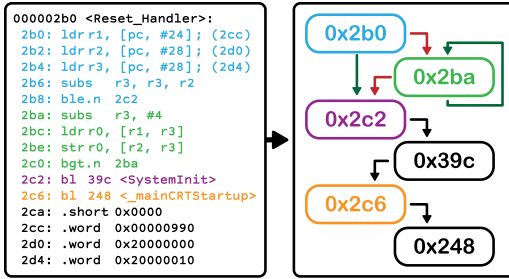 000002b0 <Reset_Handler>:
2b0: ldr r1, [pc, #24]; (2cc)
2b2: ldr r2, [pc, #28]; (2d0)
2b4: ldr r3, [pc, #28]; (2d4)
2b6: subs r3, r3, r2
2b8: ble.n 2c2
2ba: subs r3, #4
2bc: ldr r0, [r1, r3]
2be: str r0, [r2, r3]
2c0: bgt.n 2ba
2c2: bl 39c <SystemInit>
2c6: bl 248 <_mainCRTStartup>
2ca: .short 0x0000
2cc: .word 0x00000990
2d0: .word 0x20000000
2d4: .word 0x20000010
0x2b0
0x2ba
0x2c2
0x39c
0x2c6
0x248